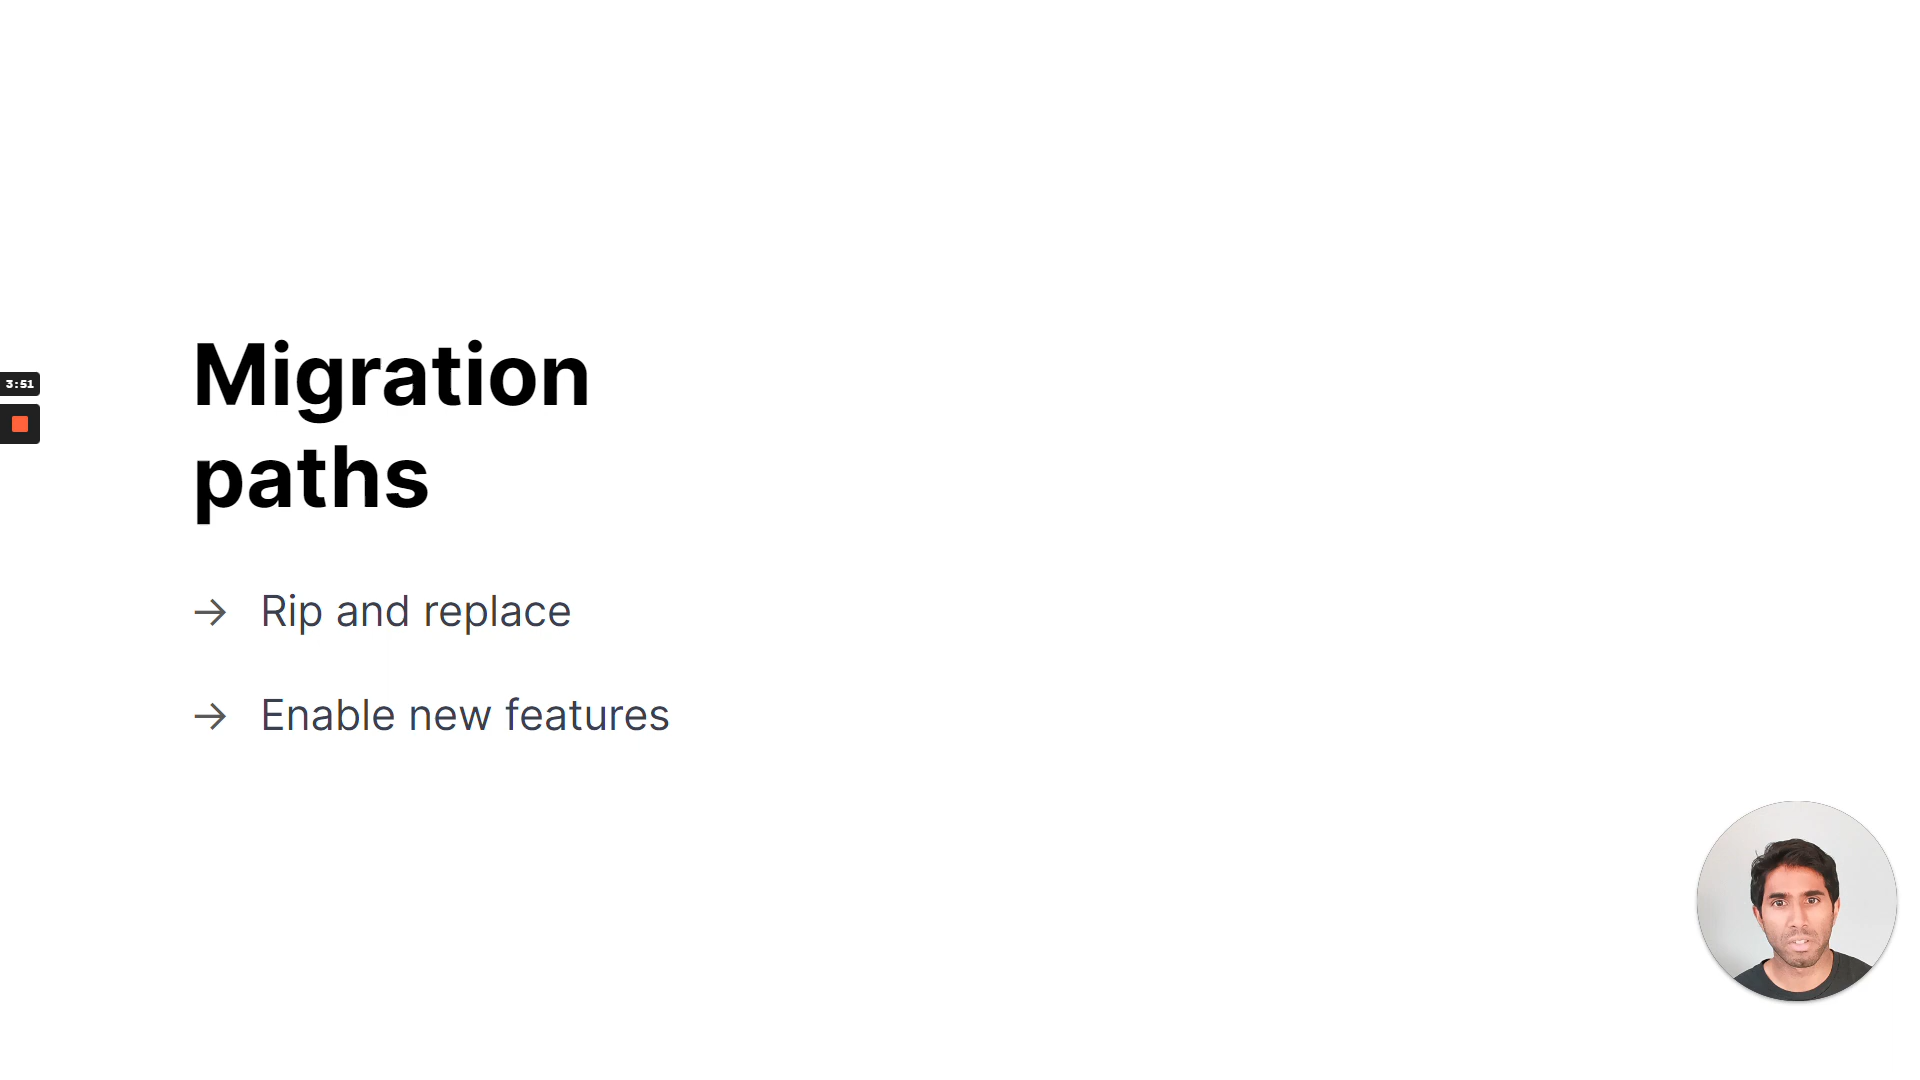 Migration
paths
3:51
→ Rip and replace
→ Enable new features